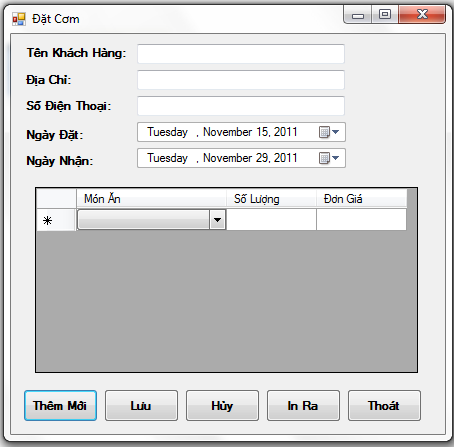 Đặt Cơm
Tên Khách Hàng:
Địa Chỉ:
Số Điện Thoại:
Ngày Đặt: Tuesday , November 15, 2011
Ngày Nhận: Tuesday , November 29, 2011
Món Ăn Số Lượng Đơn Giá
*
Thêm Mới Lưu Hủy In Ra Thoát